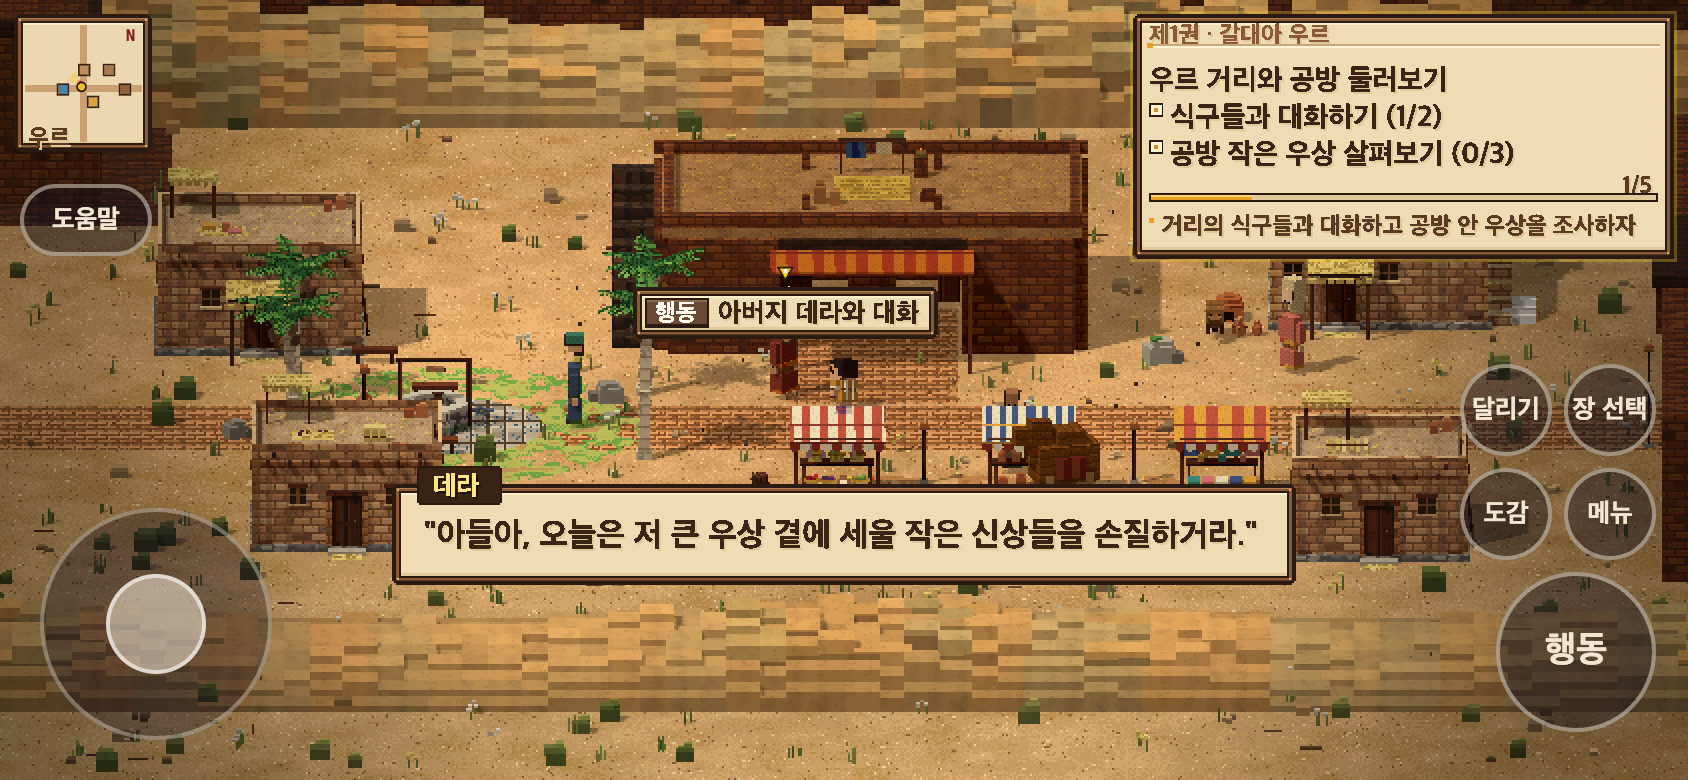 N
우르
도움말
제1권 · 갈대아 우르
우르 거리와 공방 둘러보기
식구들과 대화하기 (1/2)
공방 작은 우상 살펴보기 (0/3)
1/5
거리의 식구들과 대화하고 공방 안 우상을 조사하자
행동 아버지 데라와 대화
달리기
장 선택
데라
"아들아, 오늘은 저 큰 우상 곁에 세울 작은 신상들을 손질하거라."
도감
메뉴
행동